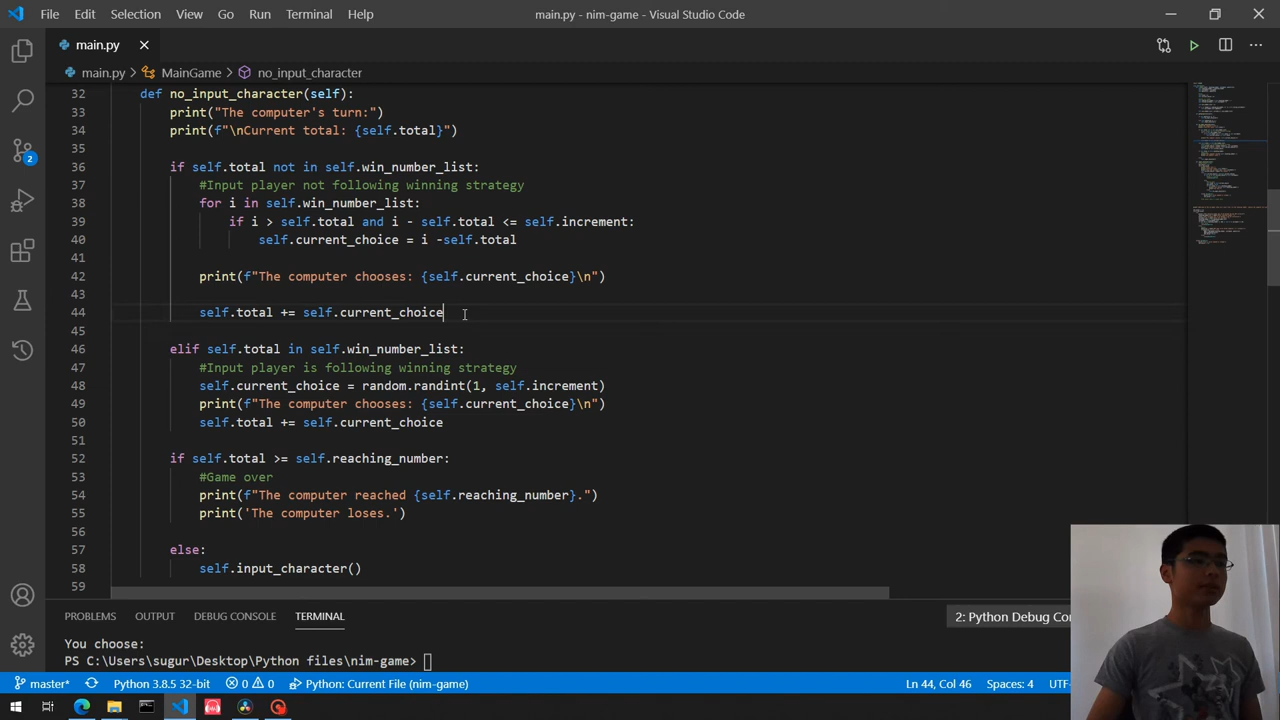 File Edit Selection View Go Run Terminal Help main.py - nim-game - Visual Studio Code
main.py
main.py > MainGame > no_input_character
32 def no_input_character(self):
33 print("The computer's turn:")
34 print(f"\nCurrent total: {self.total}")
35
36 if self.total not in self.win_number_list:
37 #Input player not following winning strategy
38 for i in self.win_number_list:
39 if i > self.total and i - self.total <= self.increment:
40 self.current_choice = i -self.total
41
42 print(f"The computer chooses: {self.current_choice}\n")
43
44 self.total += self.current_choice
45
46 elif self.total in self.win_number_list:
47 #Input player is following winning strategy
48 self.current_choice = random.randint(1, self.increment)
49 print(f"The computer chooses: {self.current_choice}\n")
50 self.total += self.current_choice
51
52 if self.total >= self.reaching_number:
53 #Game over
54 print(f"The computer reached {self.reaching_number}.")
55 print('The computer loses.')
56
57 else:
58 self.input_character()
59
2
PROBLEMS OUTPUT DEBUG CONSOLE TERMINAL 2: Python Debug Con
You choose:
PS C:\Users\sugur\Desktop\Python files\nim-game>
master* Python 3.8.5 32-bit 0 0 Python: Current File (nim-game) Ln 44, Col 46 Spaces: 4 UTF